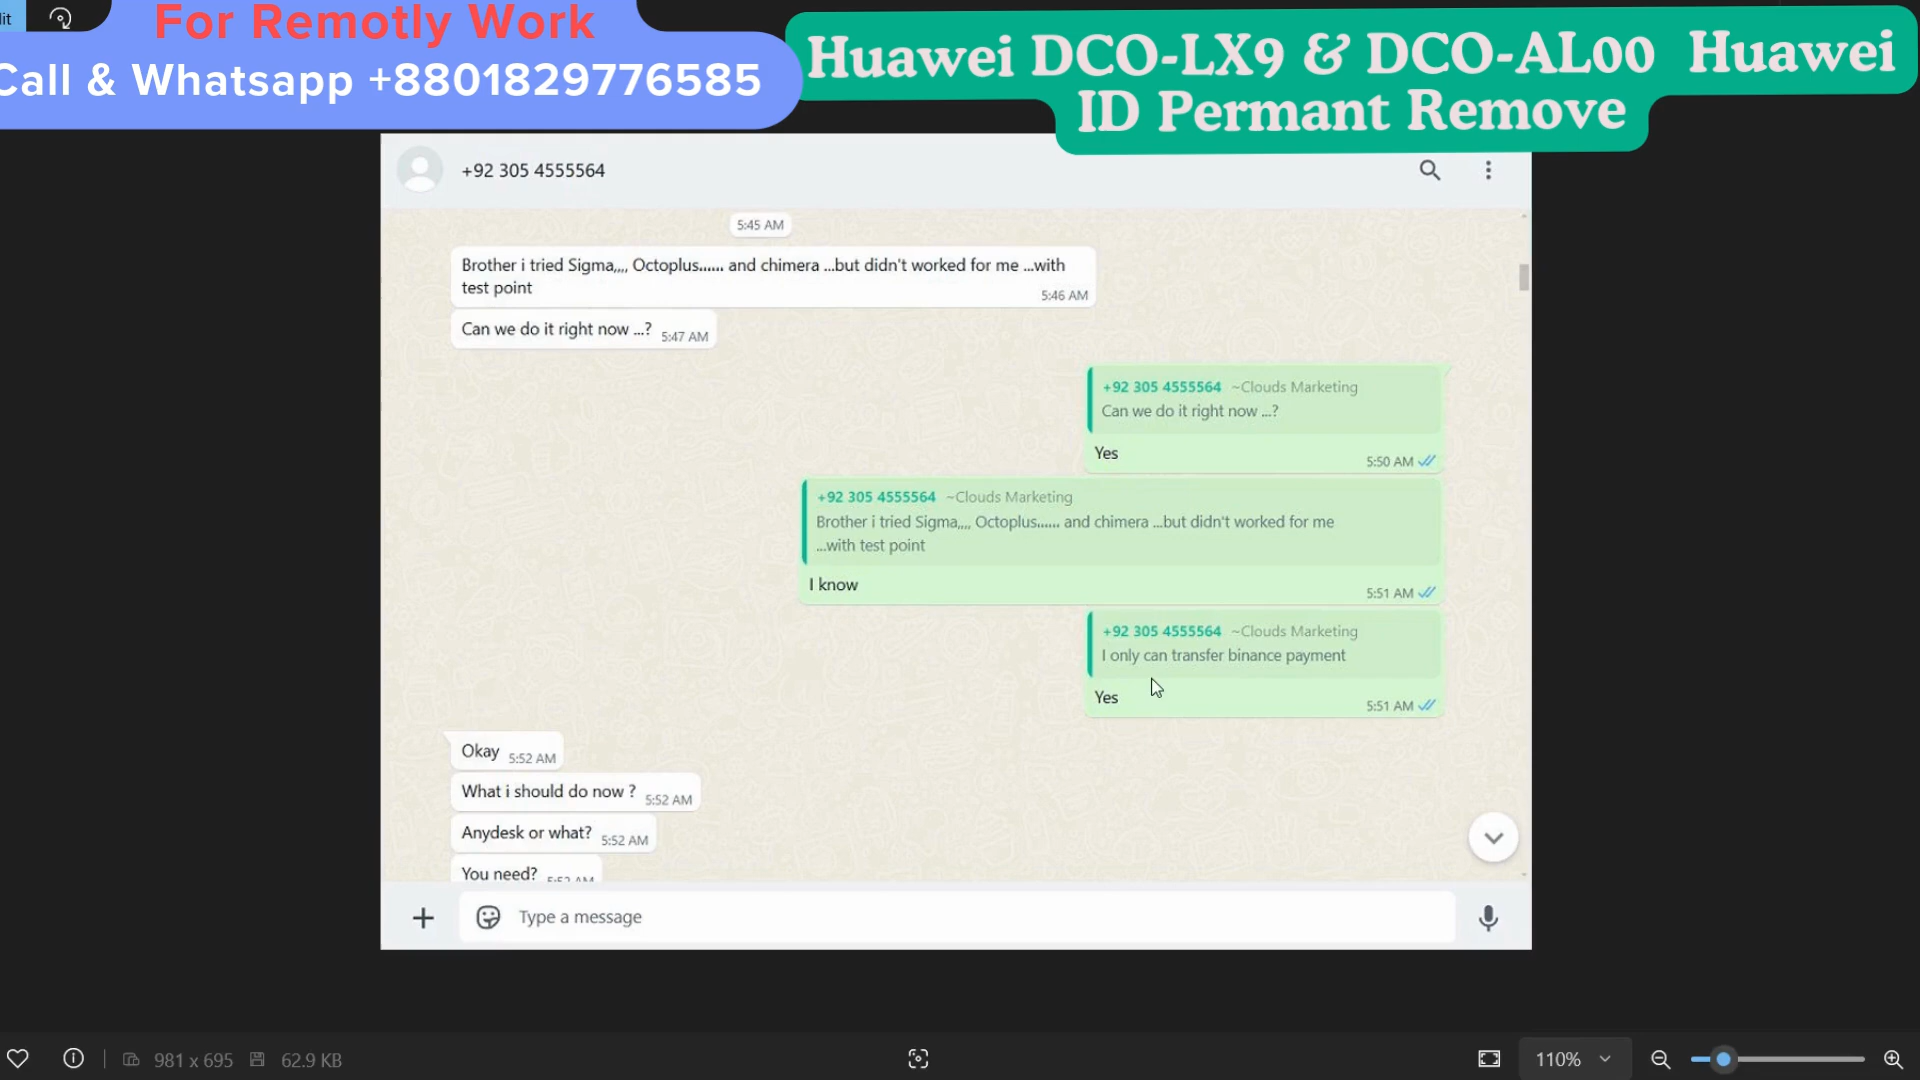 it
For Remotly Work
Call & Whatsapp +8801829776585
Huawei DCO-LX9 & DCO-AL00 Huawei
ID Permant Remove
+92 305 4555564
5:45 AM
Brother i tried Sigma,,,, Octoplus...... and chimera ...but didn't worked for me ...with
test point
5:46 AM
Can we do it right now ...? 5:47 AM
+92 305 4555564 ~Clouds Marketing
Can we do it right now ...?
Yes
5:50 AM
+92 305 4555564 ~Clouds Marketing
Brother i tried Sigma,,,, Octoplus...... and chimera ...but didn't worked for me
...with test point
I know
5:51 AM
+92 305 4555564 ~Clouds Marketing
I only can transfer binance payment
Yes
5:51 AM
Okay 5:52 AM
What i should do now ? 5:52 AM
Anydesk or what? 5:52 AM
You need? 5:52 AM
Type a message
981 x 695 62.9 KB
110%